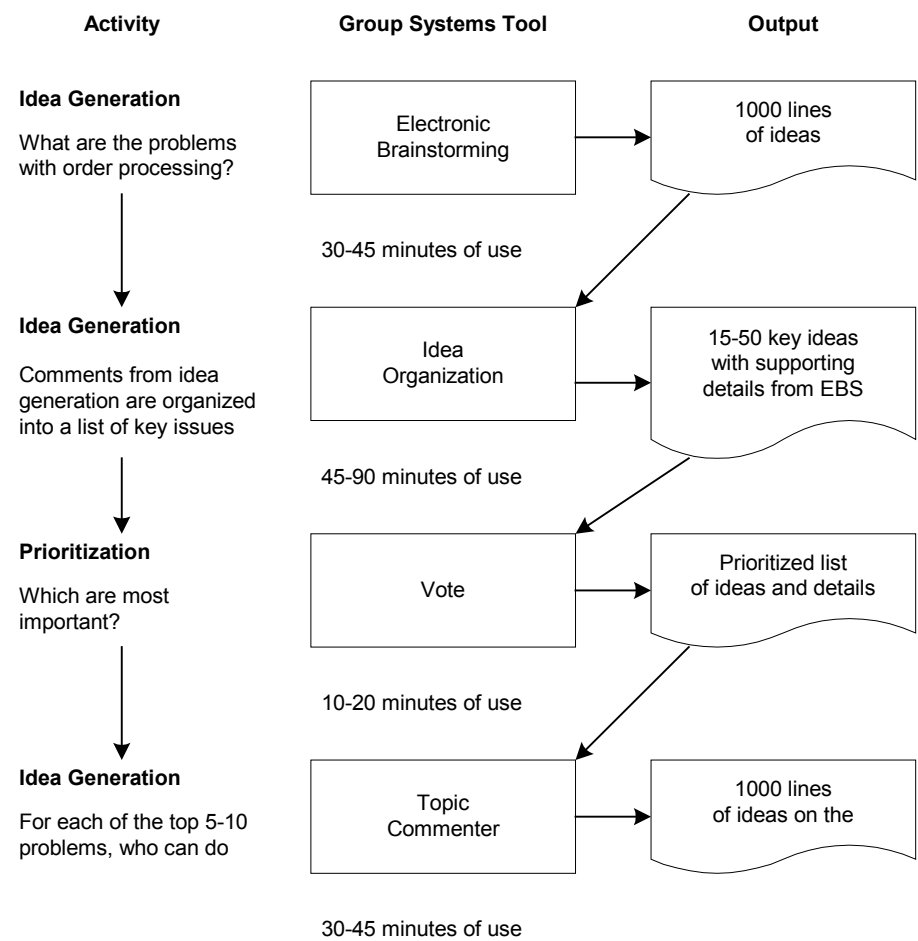 Activity
Group Systems Tool
Output
Idea Generation
What are the problems
with order processing?
Electronic
Brainstorming
1000 lines
of ideas
30-45 minutes of use
Idea Generation
Comments from idea
generation are organized
into a list of key issues
Idea
Organization
15-50 key ideas
with supporting
details from EBS
45-90 minutes of use
Prioritization
Which are most
important?
Vote
Prioritized list
of ideas and details
10-20 minutes of use
Idea Generation
For each of the top 5-10
problems, who can do
Topic
Commenter
1000 lines
of ideas on the
30-45 minutes of use